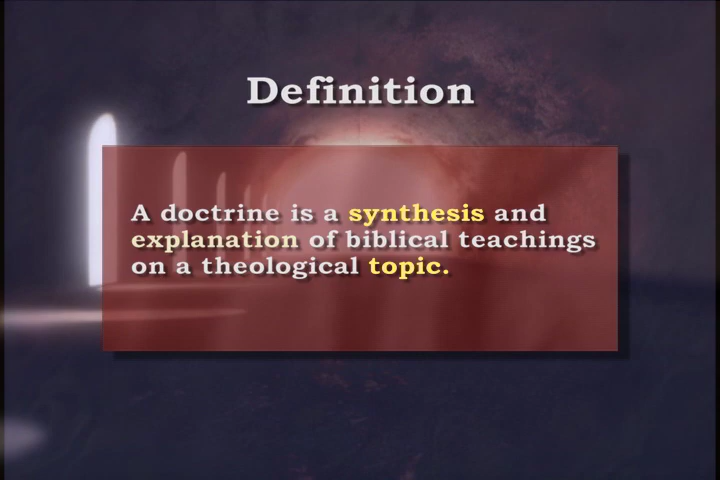 Definition
A doctrine is a synthesis and
explanation of biblical teachings
on a theological topic.